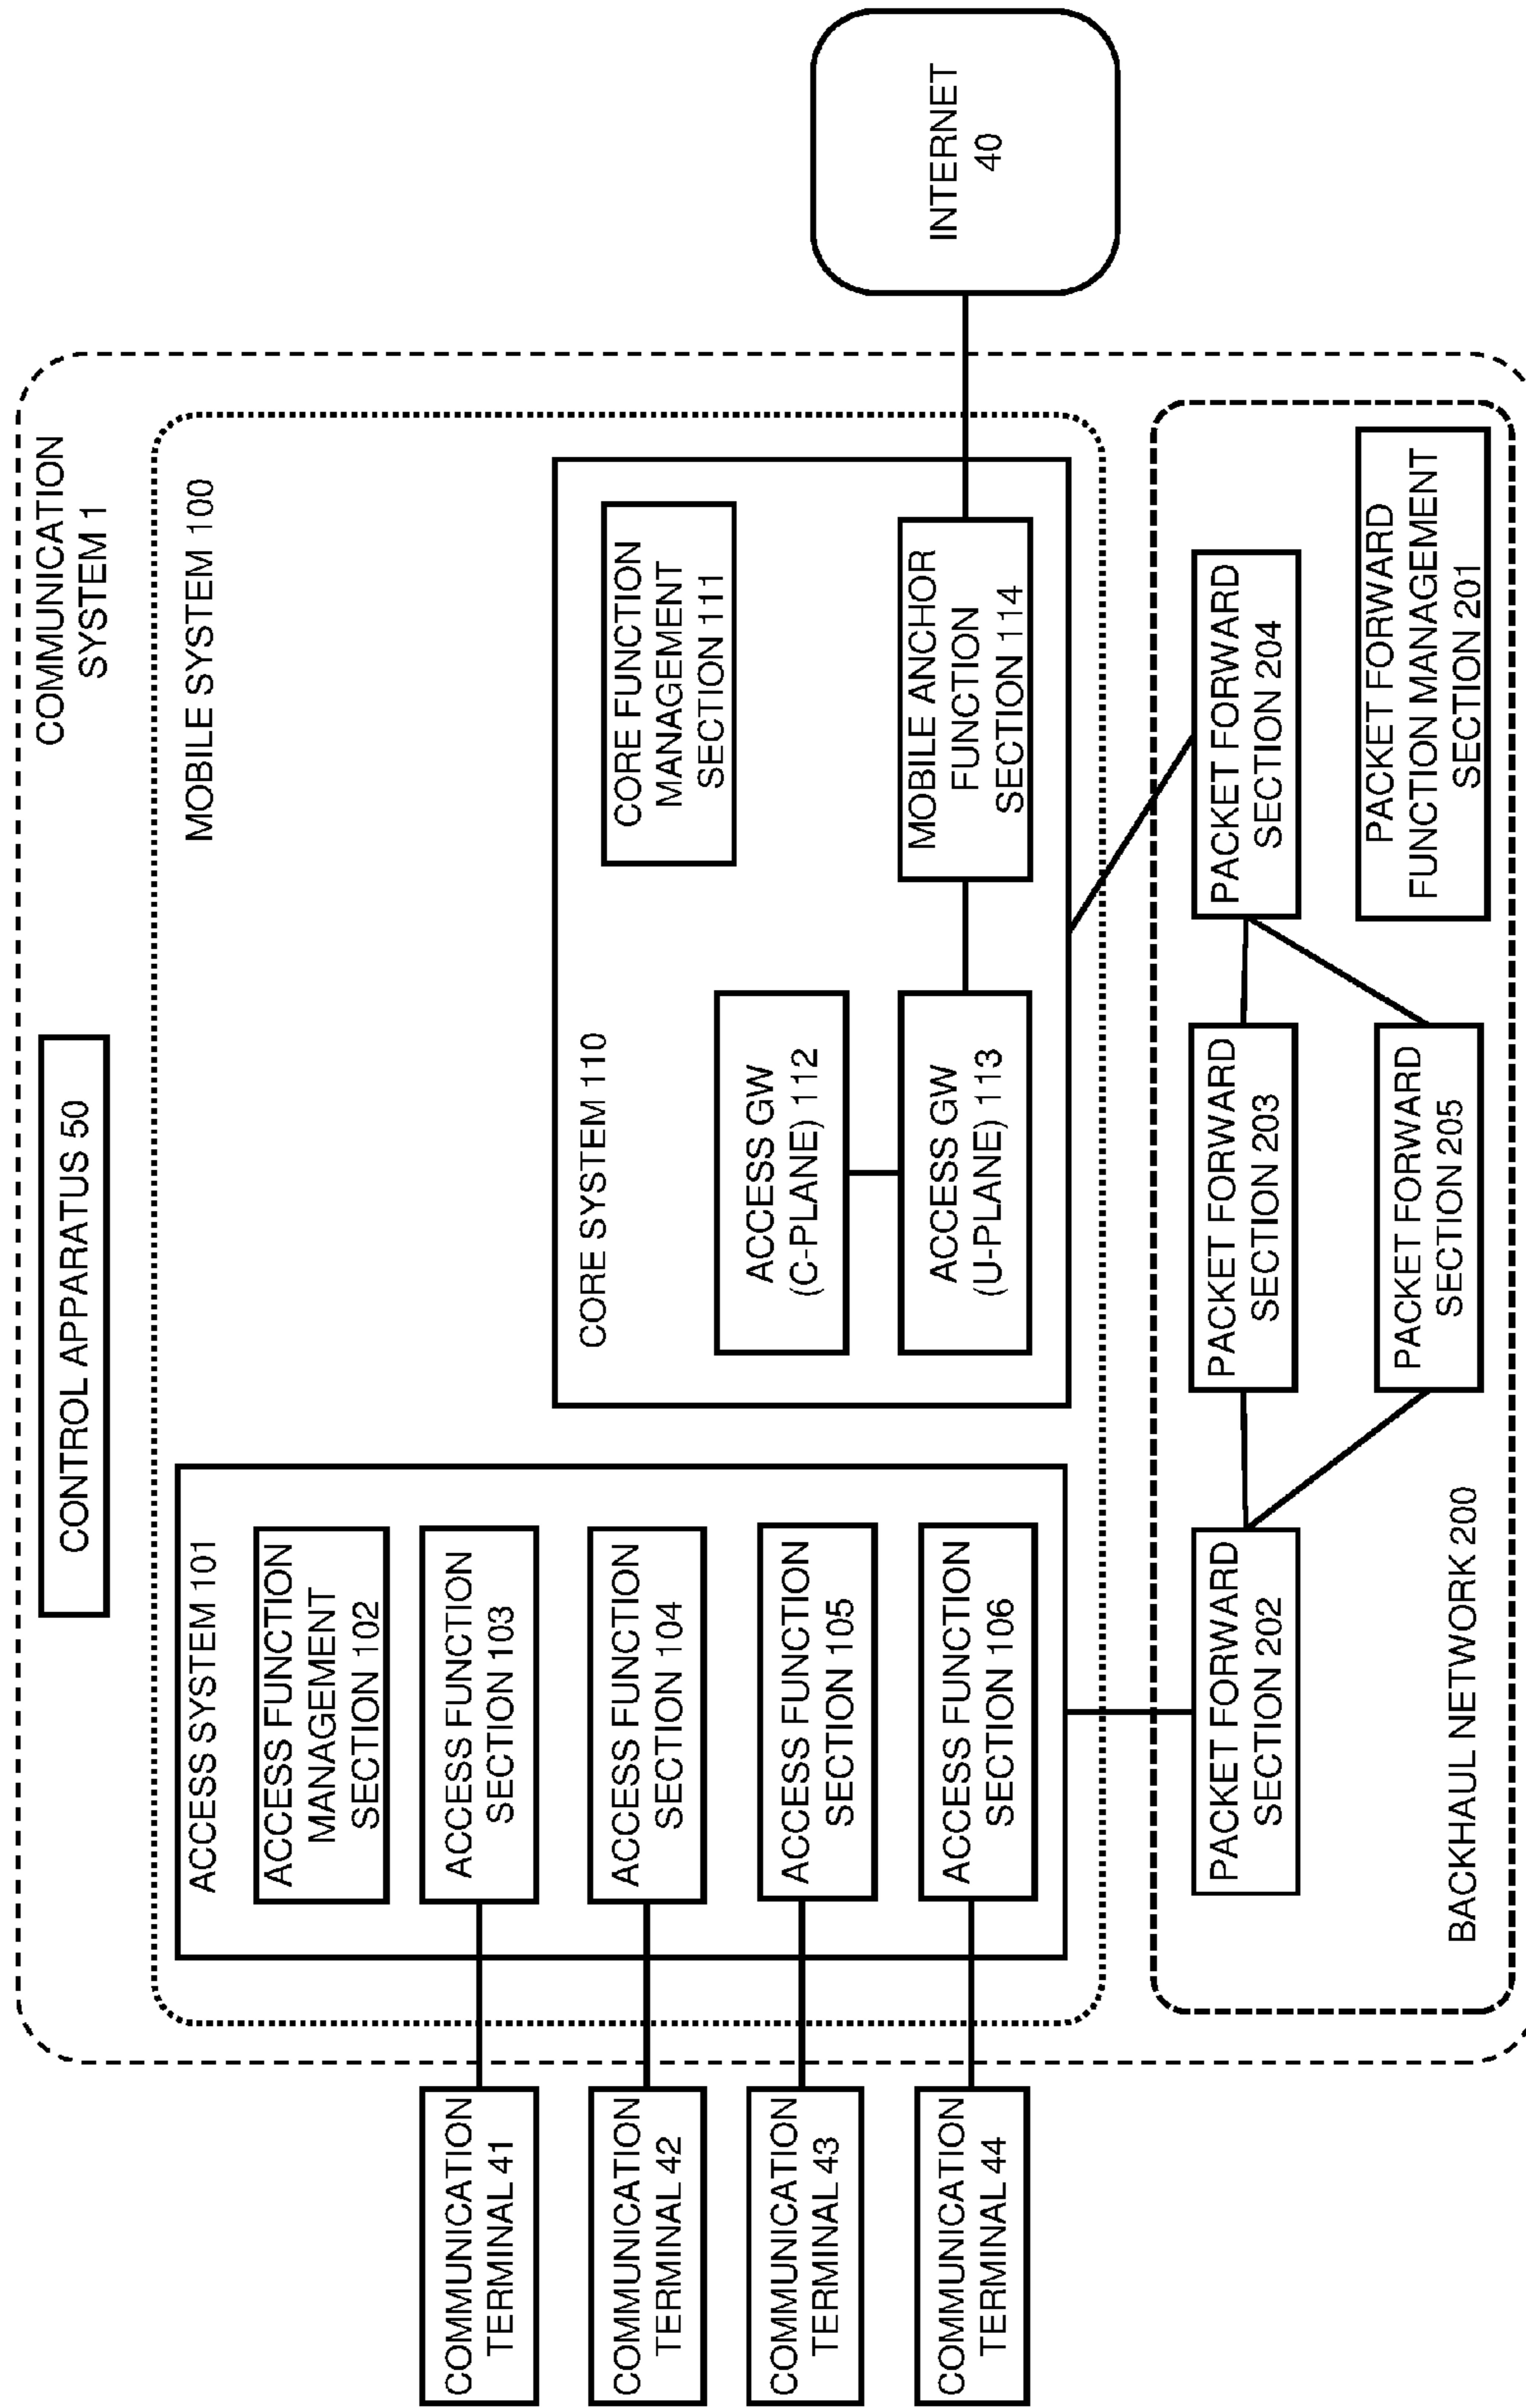 COMMUNICATION
SYSTEM 1
CONTROL APPARATUS 50
MOBILE SYSTEM 100
ACCESS SYSTEM 101
ACCESS FUNCTION
MANAGEMENT
SECTION 102
ACCESS FUNCTION
SECTION 103
ACCESS FUNCTION
SECTION 104
ACCESS FUNCTION
SECTION 105
ACCESS FUNCTION
SECTION 106
COMMUNICATION
TERMINAL 41
COMMUNICATION
TERMINAL 42
COMMUNICATION
TERMINAL 43
COMMUNICATION
TERMINAL 44
CORE SYSTEM 110
CORE FUNCTION
MANAGEMENT
SECTION 111
ACCESS GW
(C-PLANE) 112
ACCESS GW
(U-PLANE) 113
MOBILE ANCHOR
FUNCTION
SECTION 114
INTERNET
40
PACKET FORWARD
SECTION 202
PACKET FORWARD
SECTION 203
PACKET FORWARD
SECTION 204
PACKET FORWARD
SECTION 205
PACKET FORWARD
FUNCTION MANAGEMENT
SECTION 201
BACKHAUL NETWORK 200